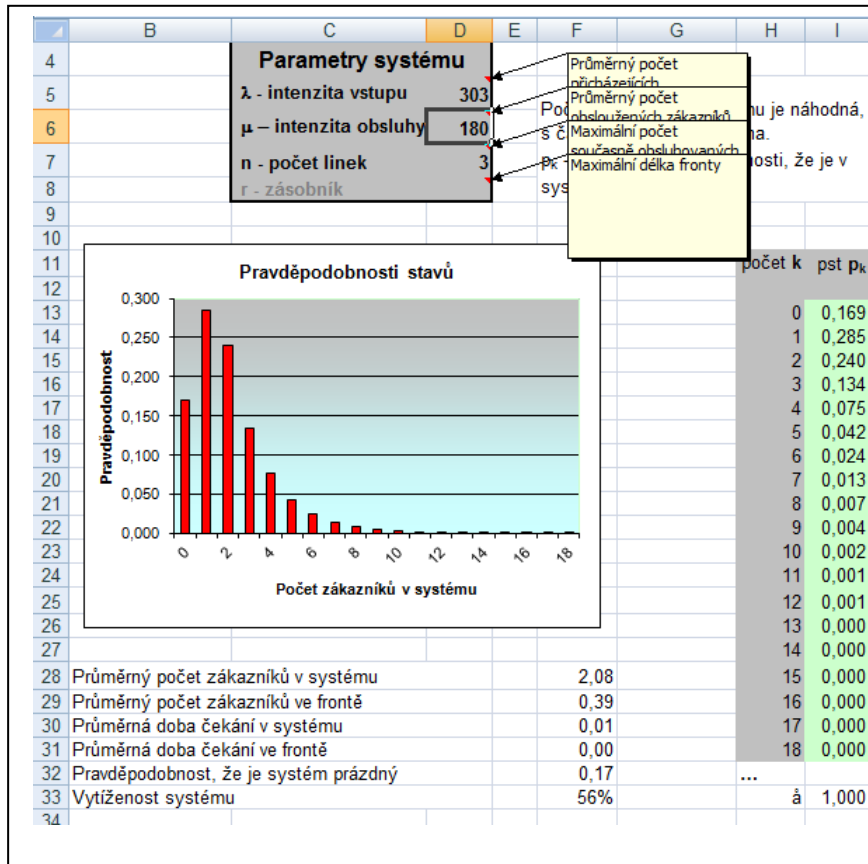 B C D E F G H I
4 Parametry systému
5 λ - intenzita vstupu 303
6 μ – intenzita obsluhy 180
7 n - počet linek 3
8 r - zásobník
Průměrný počet
přicházejících
Průměrný počet
obsloužených zákazníků
Maximální počet
současně obsluhovaných
Maximální délka fronty
u je náhodná,
s
na.
pk
nosti, že je v
sys
9
10
11 počet k pst pk
12
13 0 0,169
14 1 0,285
15 2 0,240
16 3 0,134
17 4 0,075
18 5 0,042
19 6 0,024
20 7 0,013
21 8 0,007
22 9 0,004
23 10 0,002
24 11 0,001
25 12 0,001
26 13 0,000
27 14 0,000
Pravděpodobnosti stavů
Pravděpodobnost
0,300
0,250
0,200
0,150
0,100
0,050
0,000
0 2 4 6 8 10 12 14 16 18
Počet zákazníků v systému
28 Průměrný počet zákazníků v systému 2,08 15 0,000
29 Průměrný počet zákazníků ve frontě 0,39 16 0,000
30 Průměrná doba čekání v systému 0,01 17 0,000
31 Průměrná doba čekání ve frontě 0,00 18 0,000
32 Pravděpodobnost, že je systém prázdný 0,17 ...
33 Vytíženost systému 56% å 1,000
34